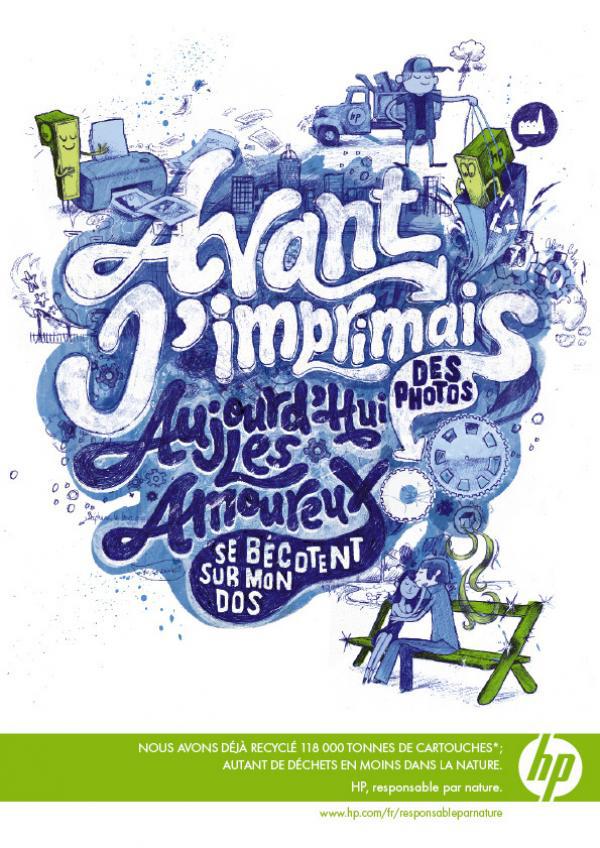 hp
hp
Avant
J'imprimais
DES
PHOTOS
Aujourd'Hui
Les
Amoureux
SE BÉCOTENT
SUR MON
DOS
NOUS AVONS DÉJÀ RECYCLÉ 118 000 TONNES DE CARTOUCHES*;
AUTANT DE DÉCHETS EN MOINS DANS LA NATURE.
HP, responsable par nature.
hp
www.hp.com/fr/responsableparnature